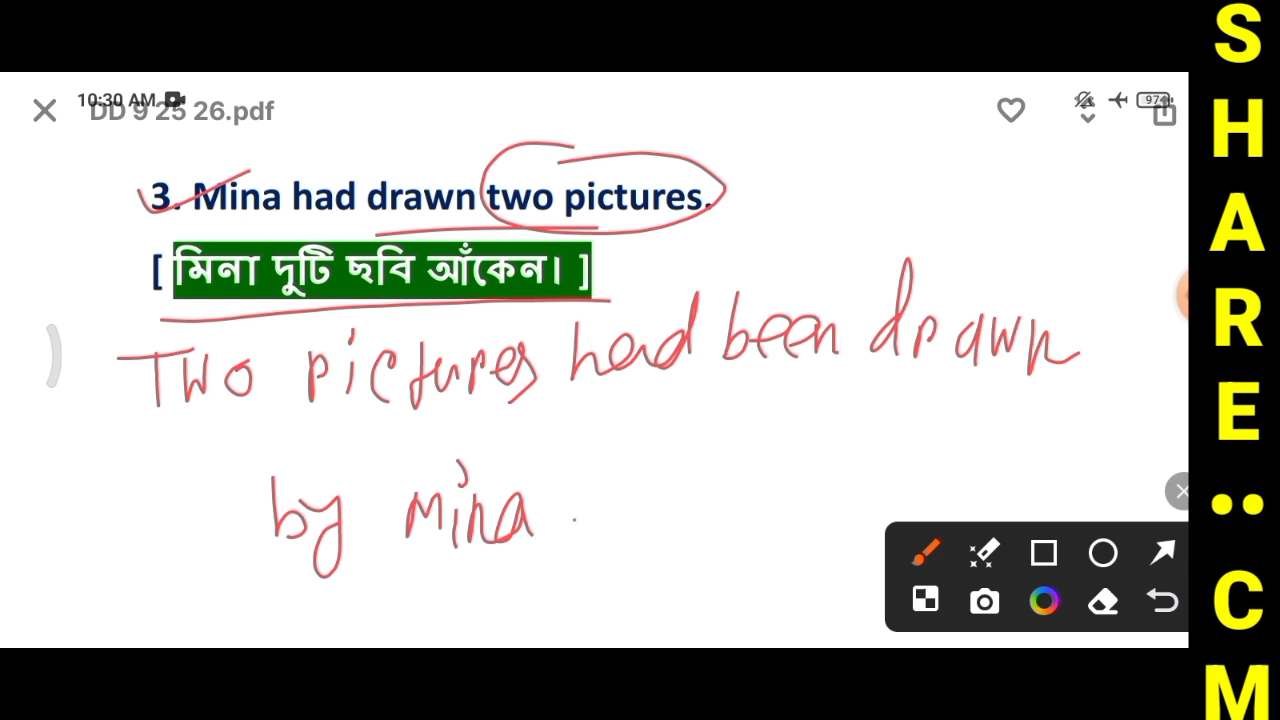 10:30 AM
DD 9 25 26.pdf
97
3. Mina had drawn two pictures.
[ মিনা দুটি ছবি আঁকেন। ]
Two pictures had been drawn
by Mina.
SHARE••CM